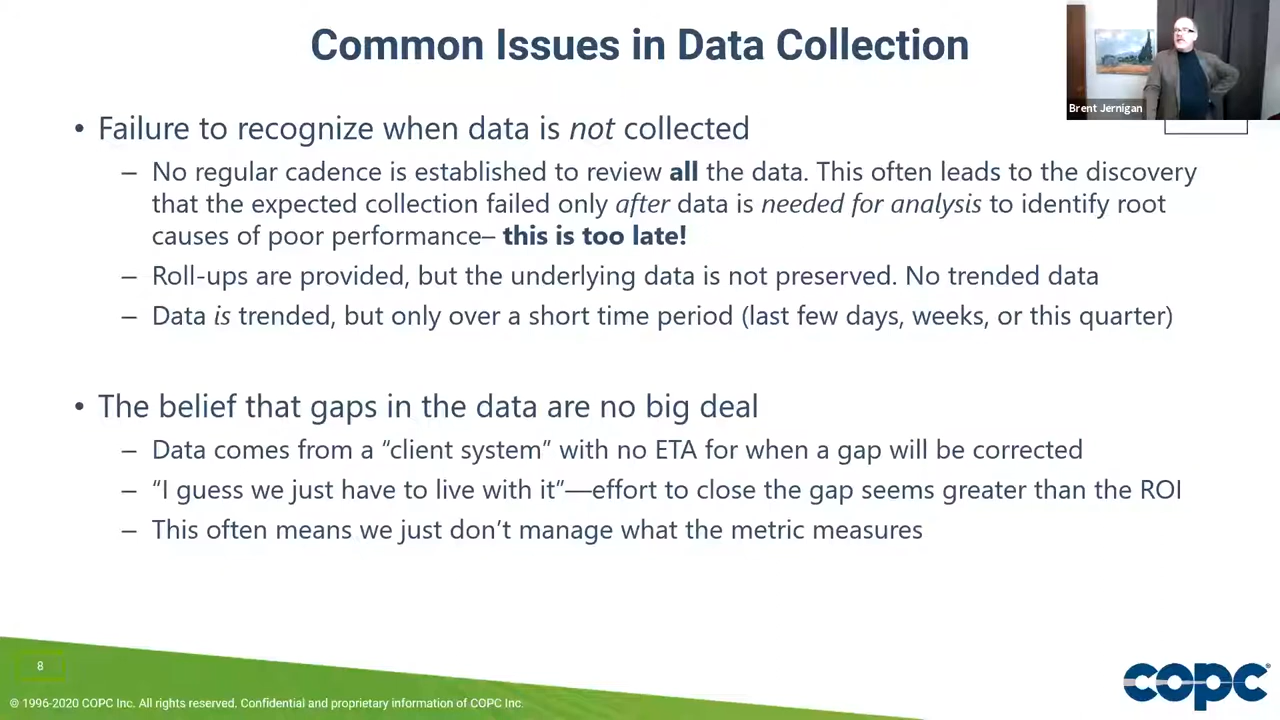 Common Issues in Data Collection
Brent Jernigan
• Failure to recognize when data is not collected
– No regular cadence is established to review all the data. This often leads to the discovery
that the expected collection failed only after data is needed for analysis to identify root
causes of poor performance– this is too late!
– Roll-ups are provided, but the underlying data is not preserved. No trended data
– Data is trended, but only over a short time period (last few days, weeks, or this quarter)
• The belief that gaps in the data are no big deal
– Data comes from a “client system” with no ETA for when a gap will be corrected
– “I guess we just have to live with it”—effort to close the gap seems greater than the ROI
– This often means we just don’t manage what the metric measures
8
© 1996-2020 COPC Inc. All rights reserved. Confidential and proprietary information of COPC Inc.
copc®